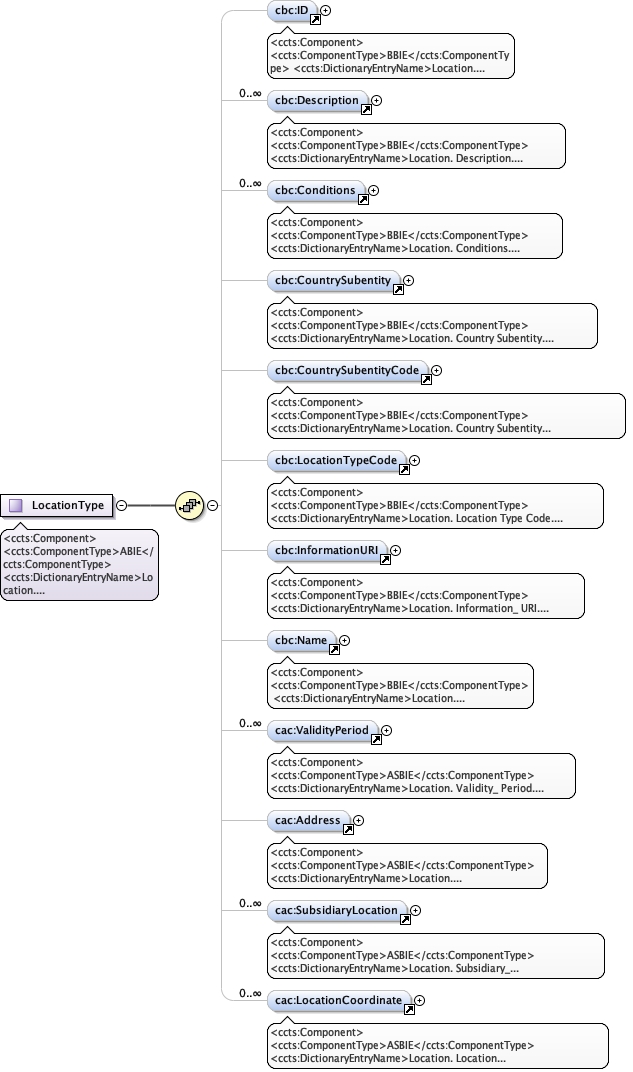 cbc:ID
<ccts:Component>
<ccts:ComponentType>BBIE</ccts:ComponentTy
pe> <ccts:DictionaryEntryName>Location....
0..∞
cbc:Description
<ccts:Component>
<ccts:ComponentType>BBIE</ccts:ComponentType>
<ccts:DictionaryEntryName>Location. Description....
0..∞
cbc:Conditions
<ccts:Component>
<ccts:ComponentType>BBIE</ccts:ComponentType>
<ccts:DictionaryEntryName>Location. Conditions....
cbc:CountrySubentity
<ccts:Component>
<ccts:ComponentType>BBIE</ccts:ComponentType>
<ccts:DictionaryEntryName>Location. Country Subentity....
cbc:CountrySubentityCode
<ccts:Component>
<ccts:ComponentType>BBIE</ccts:ComponentType>
<ccts:DictionaryEntryName>Location. Country Subentity...
cbc:LocationTypeCode
<ccts:Component>
<ccts:ComponentType>BBIE</ccts:ComponentType>
<ccts:DictionaryEntryName>Location. Location Type Code....
LocationType
<ccts:Component>
<ccts:ComponentType>ABIE</
ccts:ComponentType>
<ccts:DictionaryEntryName>Lo
cation....
cbc:InformationURI
<ccts:Component>
<ccts:ComponentType>BBIE</ccts:ComponentType>
<ccts:DictionaryEntryName>Location. Information_ URI....
cbc:Name
<ccts:Component>
<ccts:ComponentType>BBIE</ccts:ComponentType>
<ccts:DictionaryEntryName>Location....
0..∞
cac:ValidityPeriod
<ccts:Component>
<ccts:ComponentType>ASBIE</ccts:ComponentType>
<ccts:DictionaryEntryName>Location. Validity_ Period....
cac:Address
<ccts:Component>
<ccts:ComponentType>ASBIE</ccts:ComponentType>
<ccts:DictionaryEntryName>Location....
0..∞
cac:SubsidiaryLocation
<ccts:Component>
<ccts:ComponentType>ASBIE</ccts:ComponentType>
<ccts:DictionaryEntryName>Location. Subsidiary_...
0..∞
cac:LocationCoordinate
<ccts:Component>
<ccts:ComponentType>ASBIE</ccts:ComponentType>
<ccts:DictionaryEntryName>Location. Location...